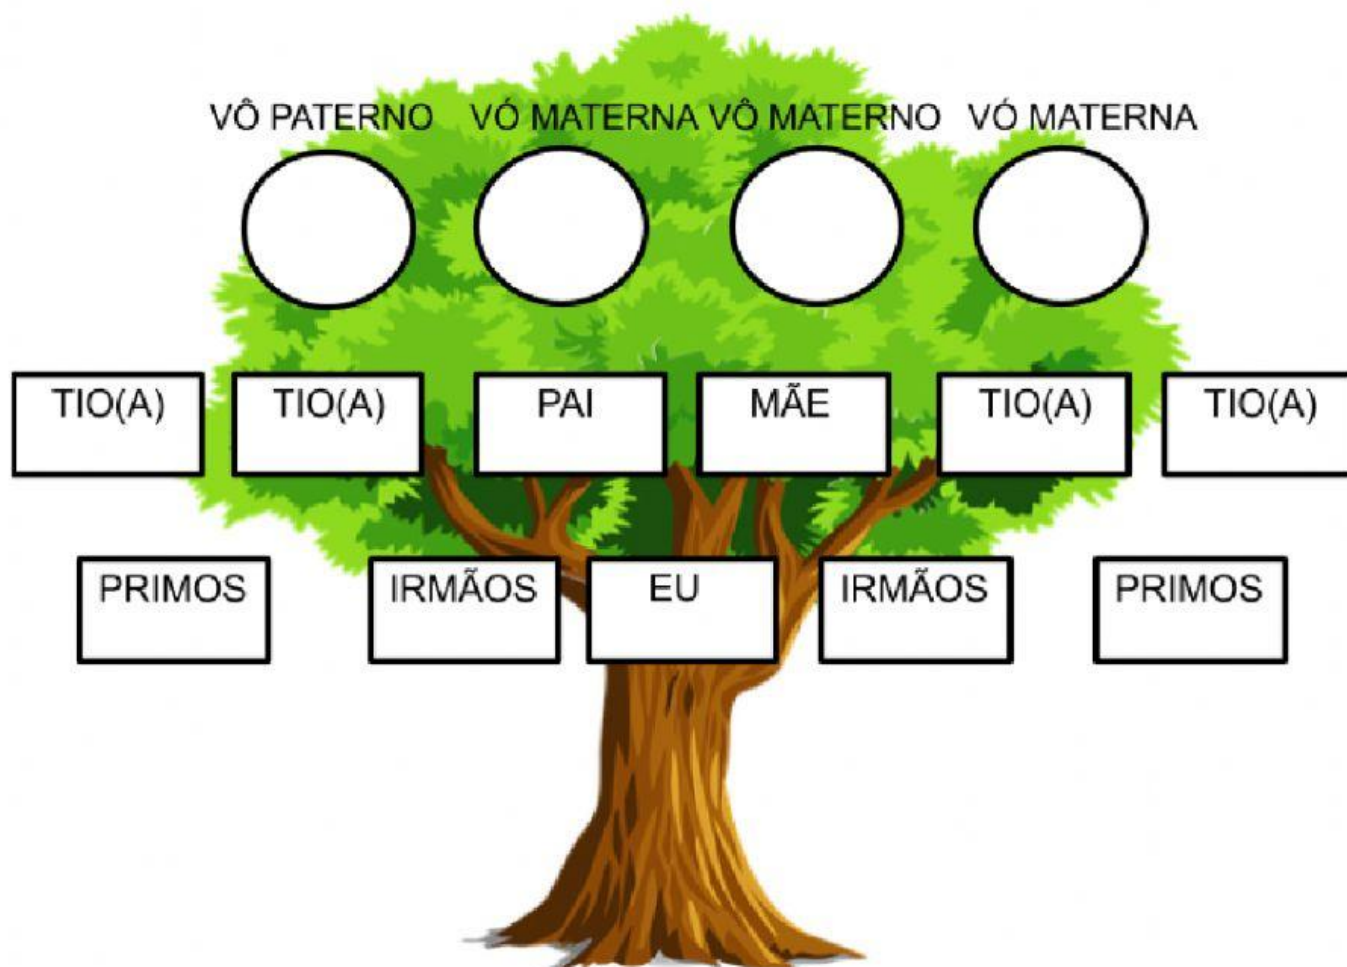 VÔ PATERNO VÓ MATERNA VÔ MATERNO VÓ MATERNA
TIO(A) TIO(A) PAI MÃE TIO(A) TIO(A)
PRIMOS IRMÃOS EU IRMÃOS PRIMOS